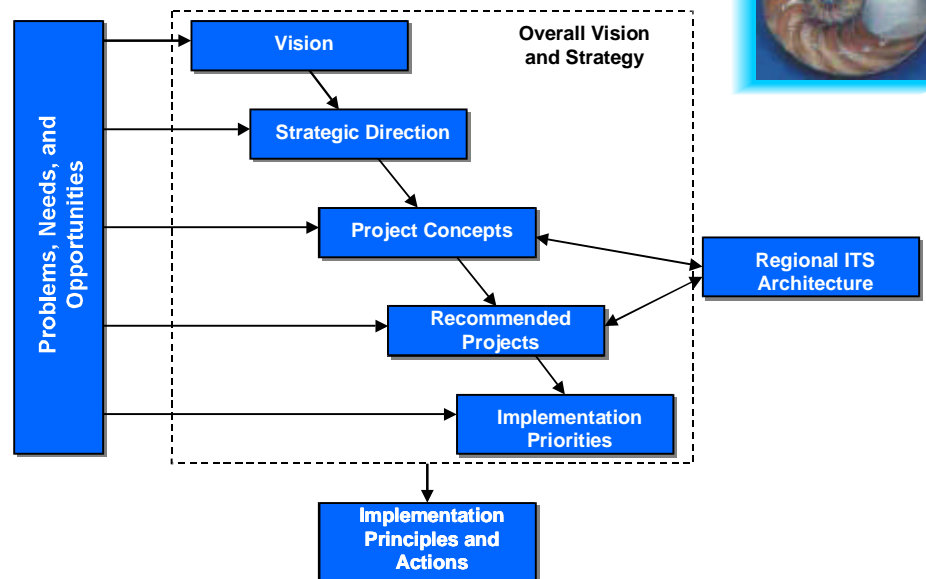 Problems, Needs, and
Opportunities
Vision
Overall Vision
and Strategy
Strategic Direction
Project Concepts
Regional ITS
Architecture
Recommended
Projects
Implementation
Priorities
Implementation
Principles and
Actions